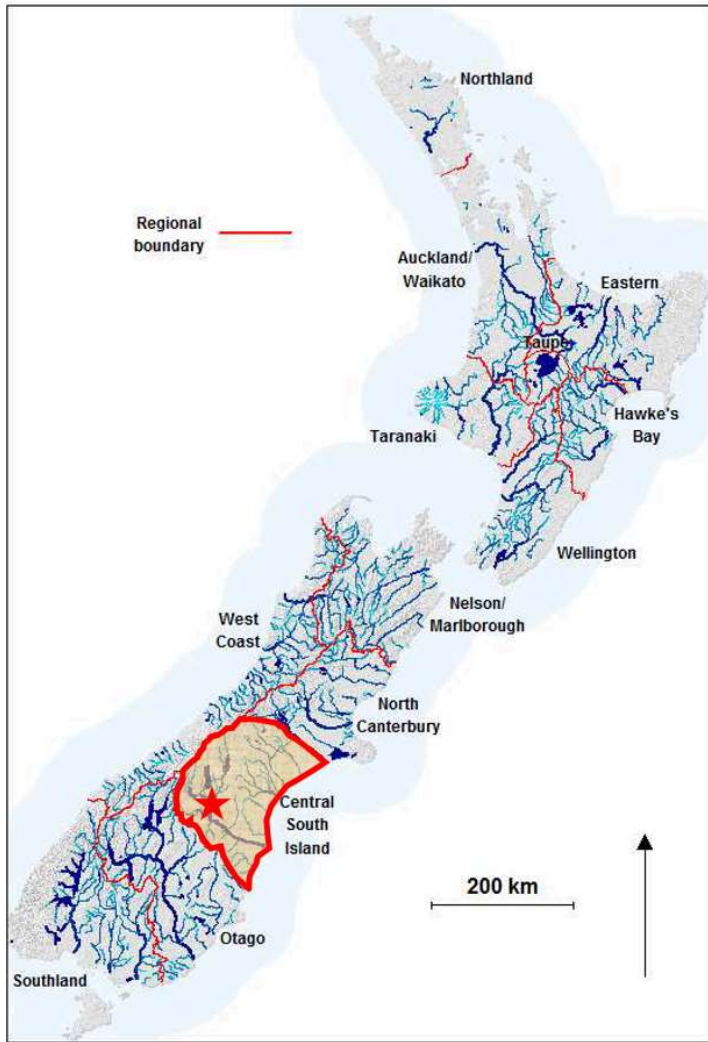 Northland
Regional
boundary
Auckland/
Waikato
Eastern
Taupo
Hawke's
Bay
Taranaki
Wellington
Nelson/
Marlborough
West
Coast
North
Canterbury
Central
South
Island
200 km
Otago
Southland